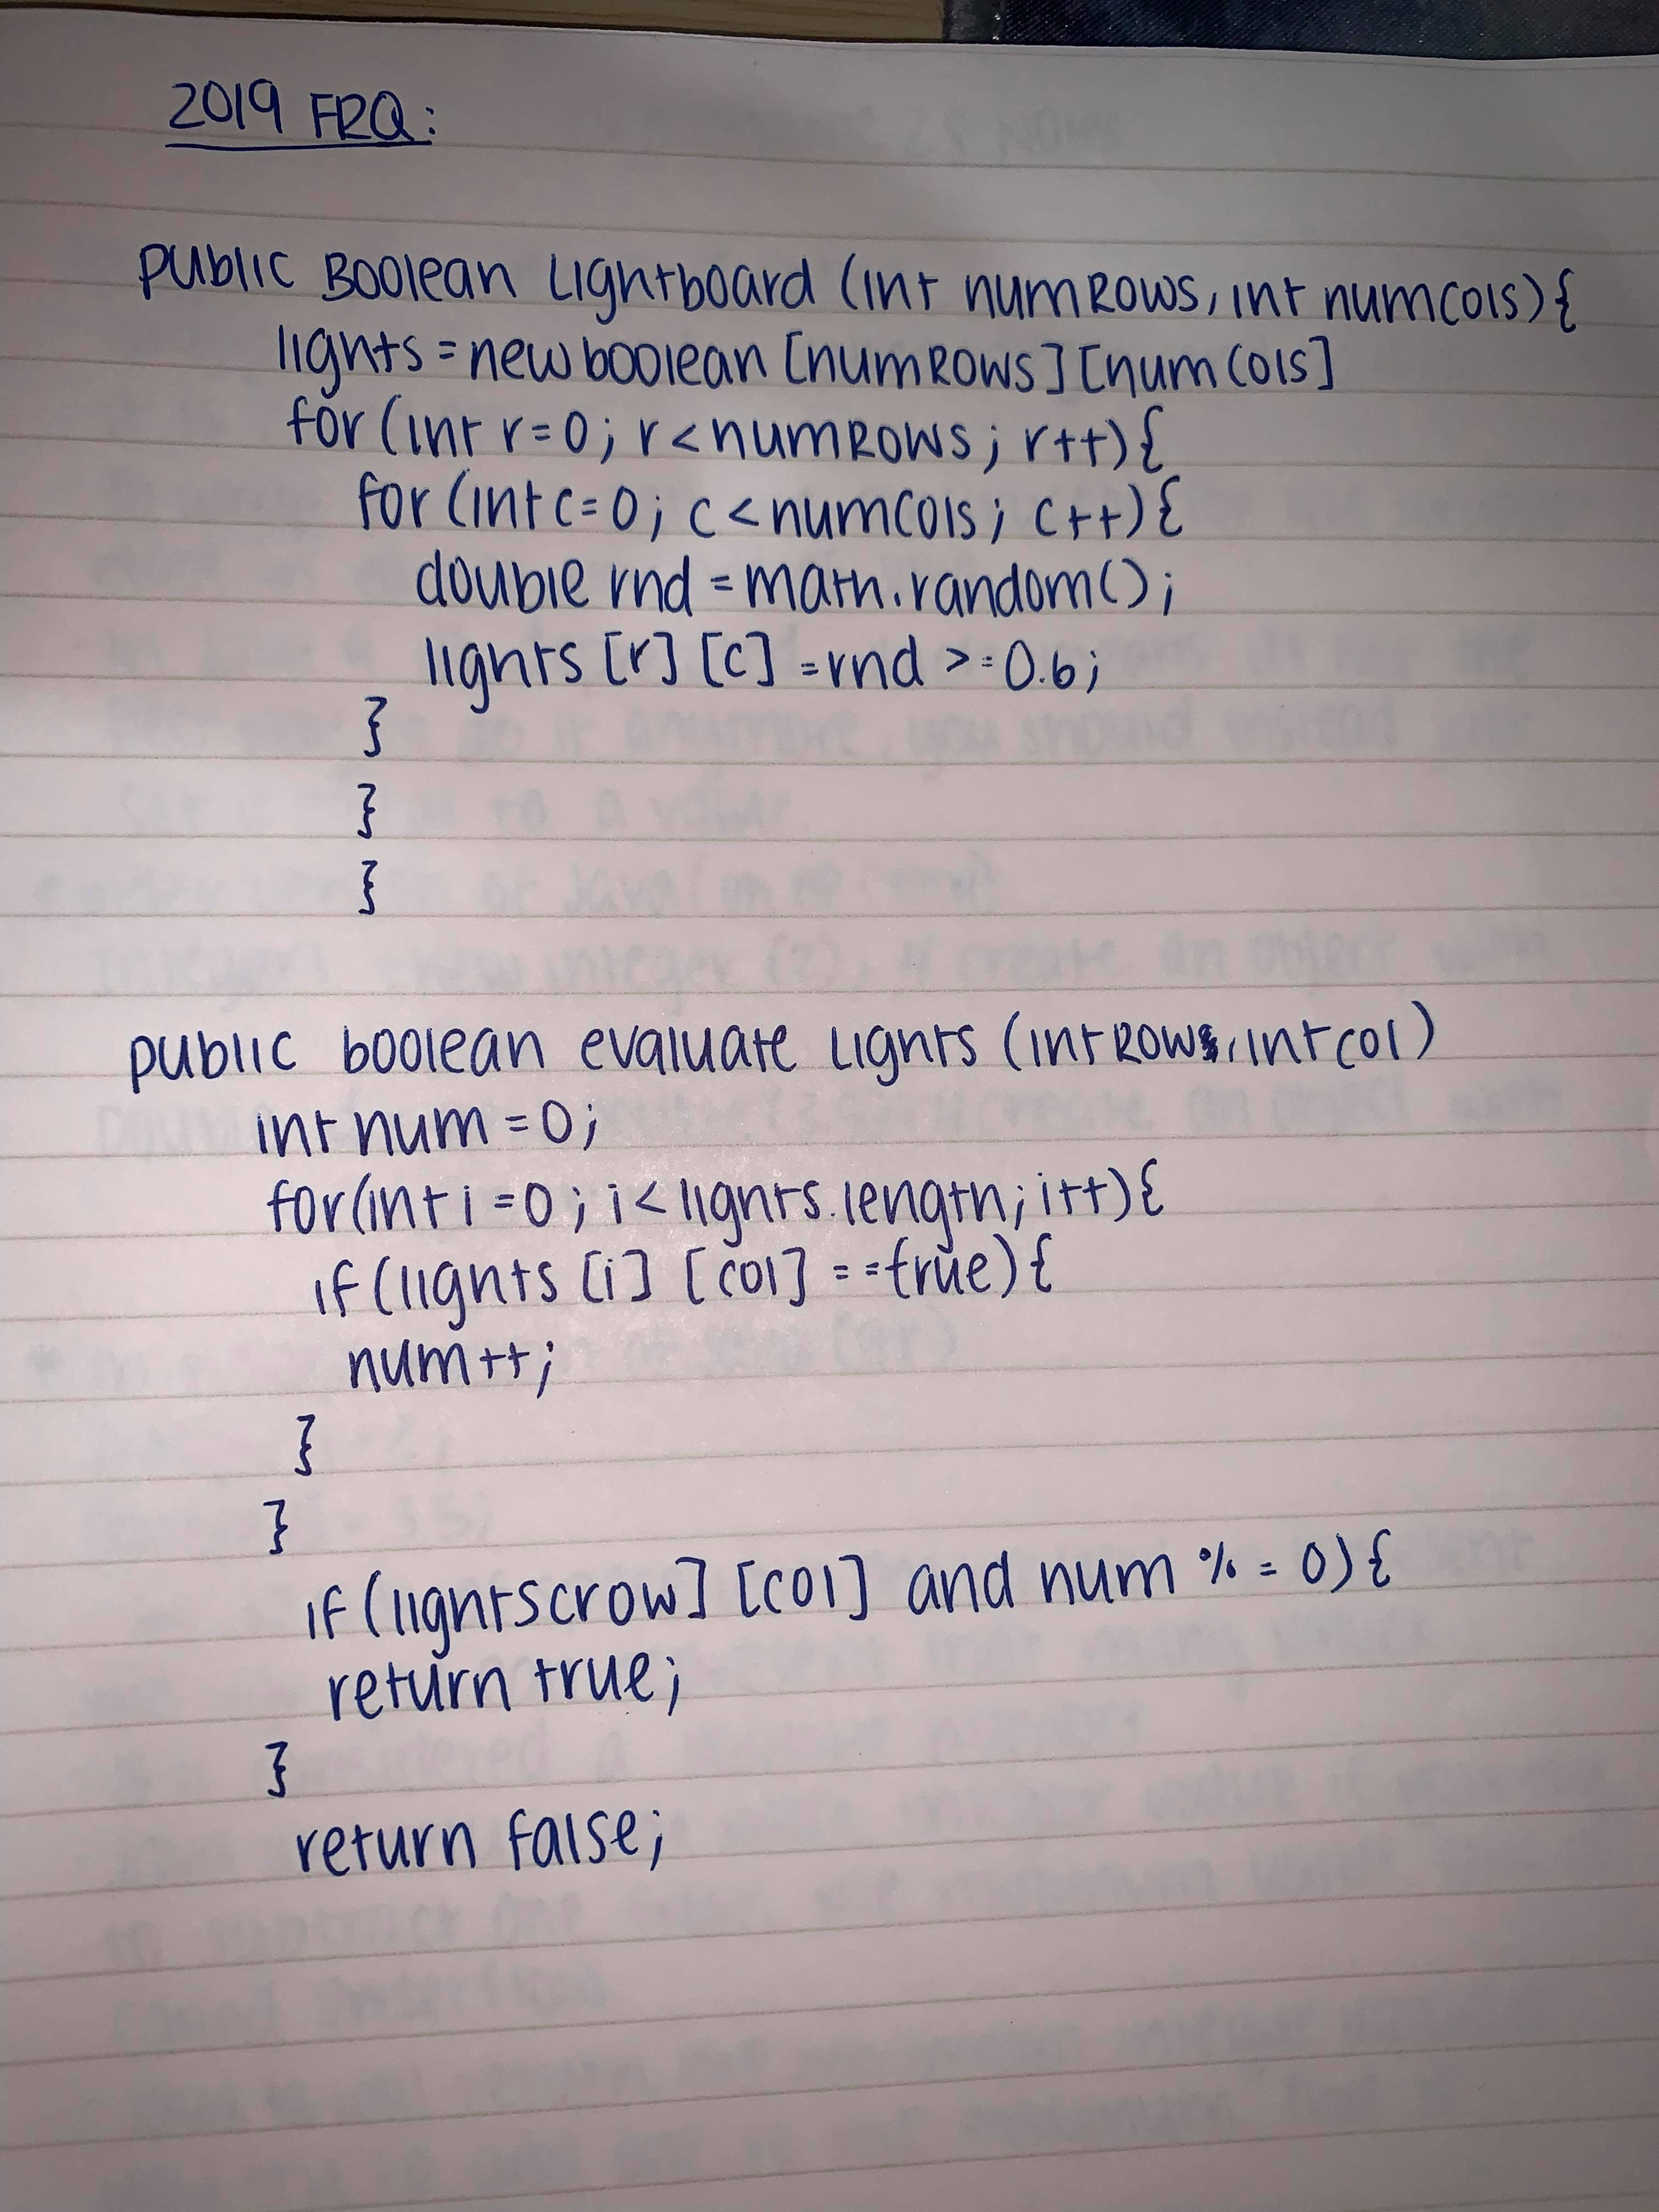 2019 FRQ:
public Boolean Lightboard (int numRows, int numCols){
lights = new boolean [numRows][numCols]
for (int r=0; r<numRows; r++){
for (int c=0; c<numCols; c++){
double rnd = math.random();
lights [r][c] = rnd >= 0.6;
}
}
}
public boolean evaluate Lights (int Row, int col)
int num = 0;
for(int i = 0; i < lights.length; i++){
if (lights [i] [col] == true){
num ++;
}
}
if (lights[row] [col] and num % = 0){
return true;
}
return false;